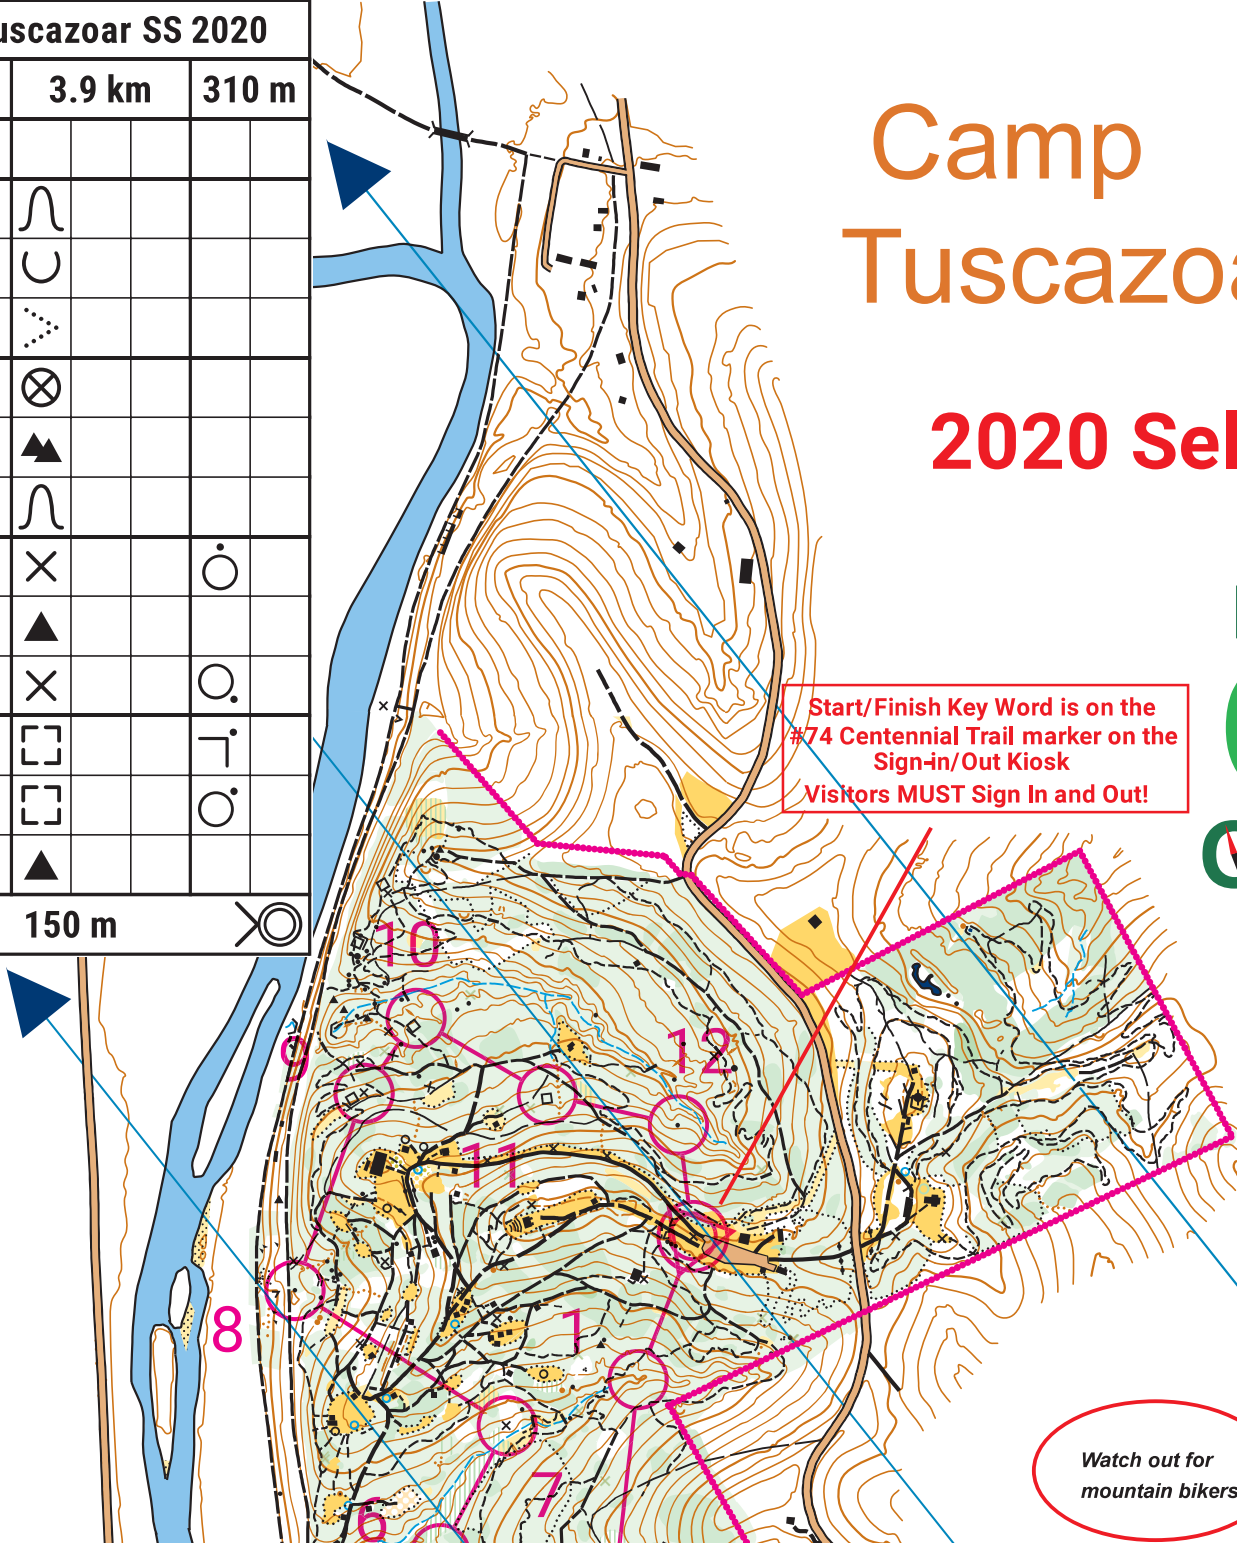 uscazoar SS 2020
3.9 km 310 m
150 m
Camp
Tuscazoa
2020 Sel
Start/Finish Key Word is on the
#74 Centennial Trail marker on the
Sign-in/Out Kiosk
Visitors MUST Sign In and Out!
10
9
12
11
8
1
7
6
Watch out for
mountain bikers